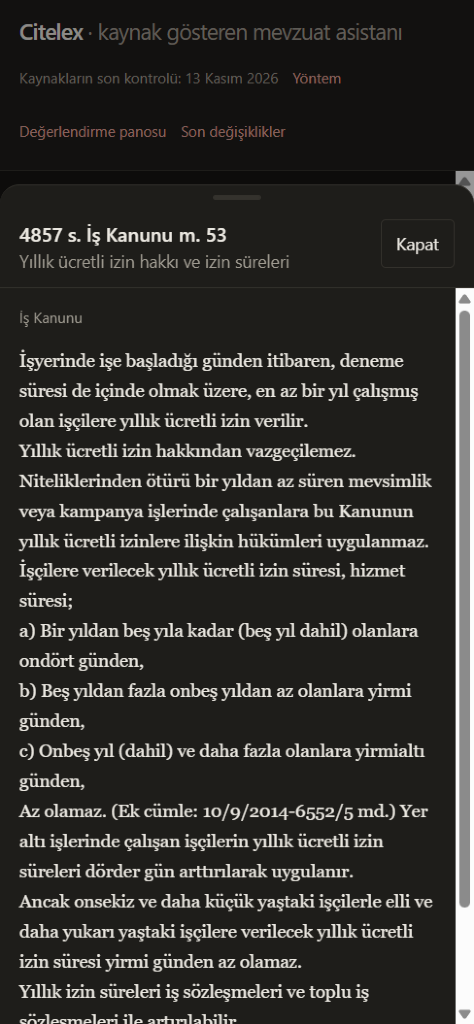 Citelex · kaynak gösteren mevzuat asistanı
Kaynakların son kontrolü: 13 Kasım 2026 Yöntem
Değerlendirme panosu Son değişiklikler
4857 s. İş Kanunu m. 53
Yıllık ücretli izin hakkı ve izin süreleri
Kapat
İş Kanunu
İşyerinde işe başladığı günden itibaren, deneme
süresi de içinde olmak üzere, en az bir yıl çalışmış
olan işçilere yıllık ücretli izin verilir.
Yıllık ücretli izin hakkından vazgeçilemez.
Niteliklerinden ötürü bir yıldan az süren mevsimlik
veya kampanya işlerinde çalışanlara bu Kanunun
yıllık ücretli izinlere ilişkin hükümleri uygulanmaz.
İşçilere verilecek yıllık ücretli izin süresi, hizmet
süresi;
a) Bir yıldan beş yıla kadar (beş yıl dahil) olanlara
ondört günden,
b) Beş yıldan fazla onbeş yıldan az olanlara yirmi
günden,
c) Onbeş yıl (dahil) ve daha fazla olanlara yirmialtı
günden,
Az olamaz. (Ek cümle: 10/9/2014-6552/5 md.) Yer
altı işlerinde çalışan işçilerin yıllık ücretli izin
süreleri dörder gün arttırılarak uygulanır.
Ancak onsekiz ve daha küçük yaştaki işçilerle elli ve
daha yukarı yaştaki işçilere verilecek yıllık ücretli
izin süresi yirmi günden az olamaz.
Yıllık izin süreleri iş sözleşmeleri ve toplu iş
sözleşmeleri ile artırılabilir.